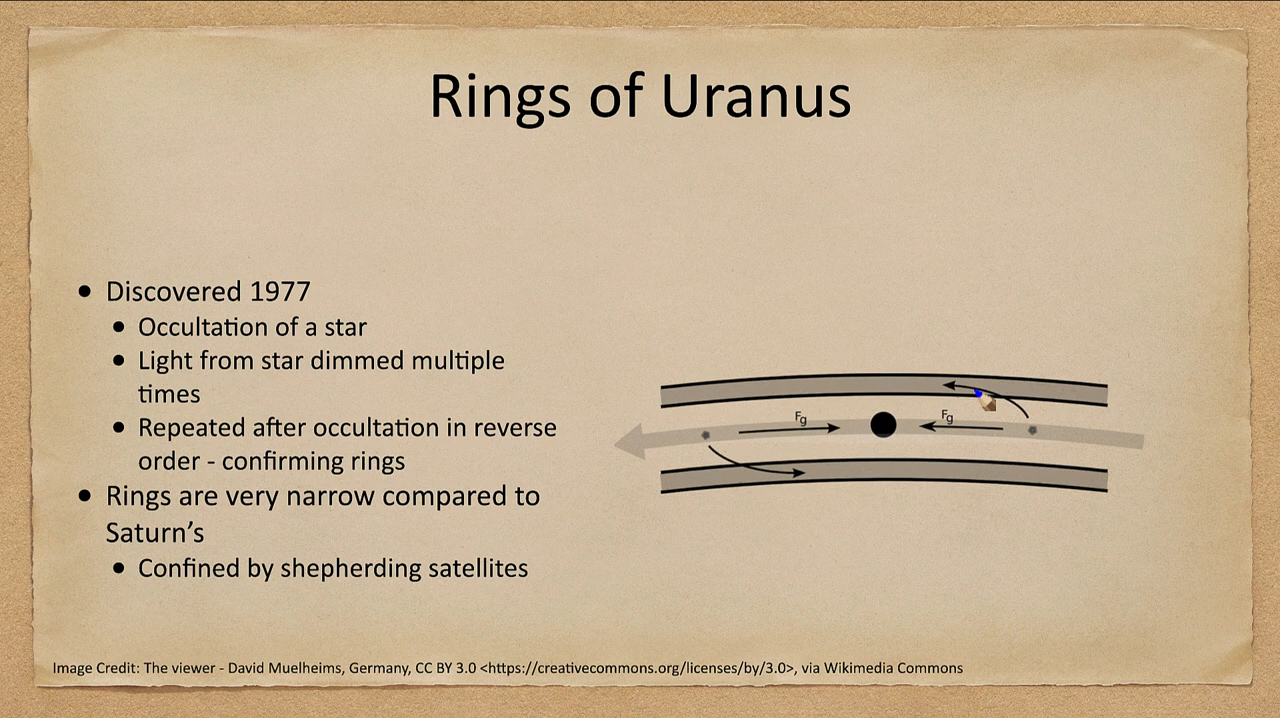 Rings of Uranus
Discovered 1977
Occultation of a star
Light from star dimmed multiple
times
Repeated after occultation in reverse
order - confirming rings
Rings are very narrow compared to
Saturn’s
Confined by shepherding satellites
Fg
Fg
Image Credit: The viewer - David Muelheims, Germany, CC BY 3.0 <https://creativecommons.org/licenses/by/3.0>, via Wikimedia Commons